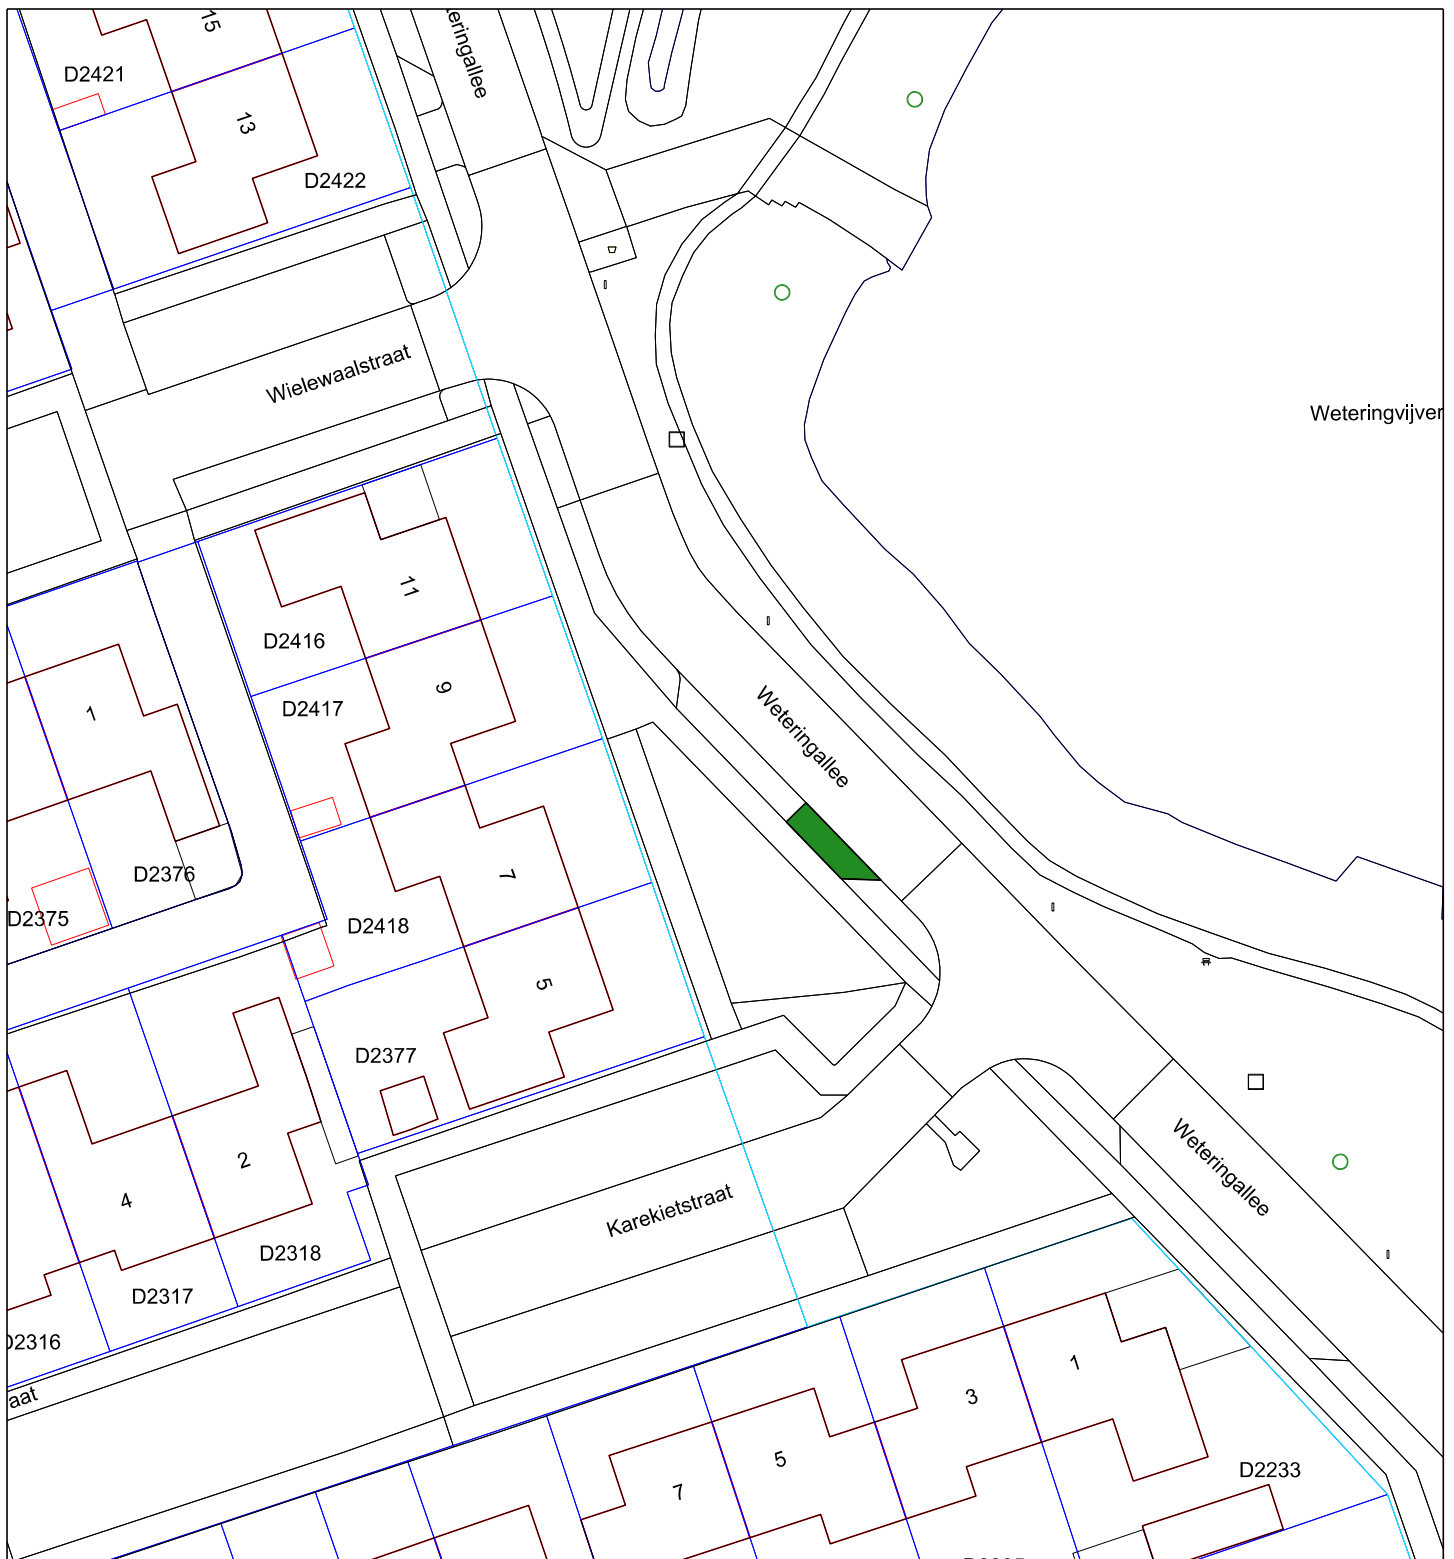 15
eringallee
D2421
13
D2422
Wielewaalstraat
Weteringvijver
11
D2416
9
D2417
1
Weteringallee
7
D2376
D2375
D2418
5
D2377
2
4
Weteringallee
Karekietstraat
D2318
D2317
D2316
aat
1
3
5
7
D2233